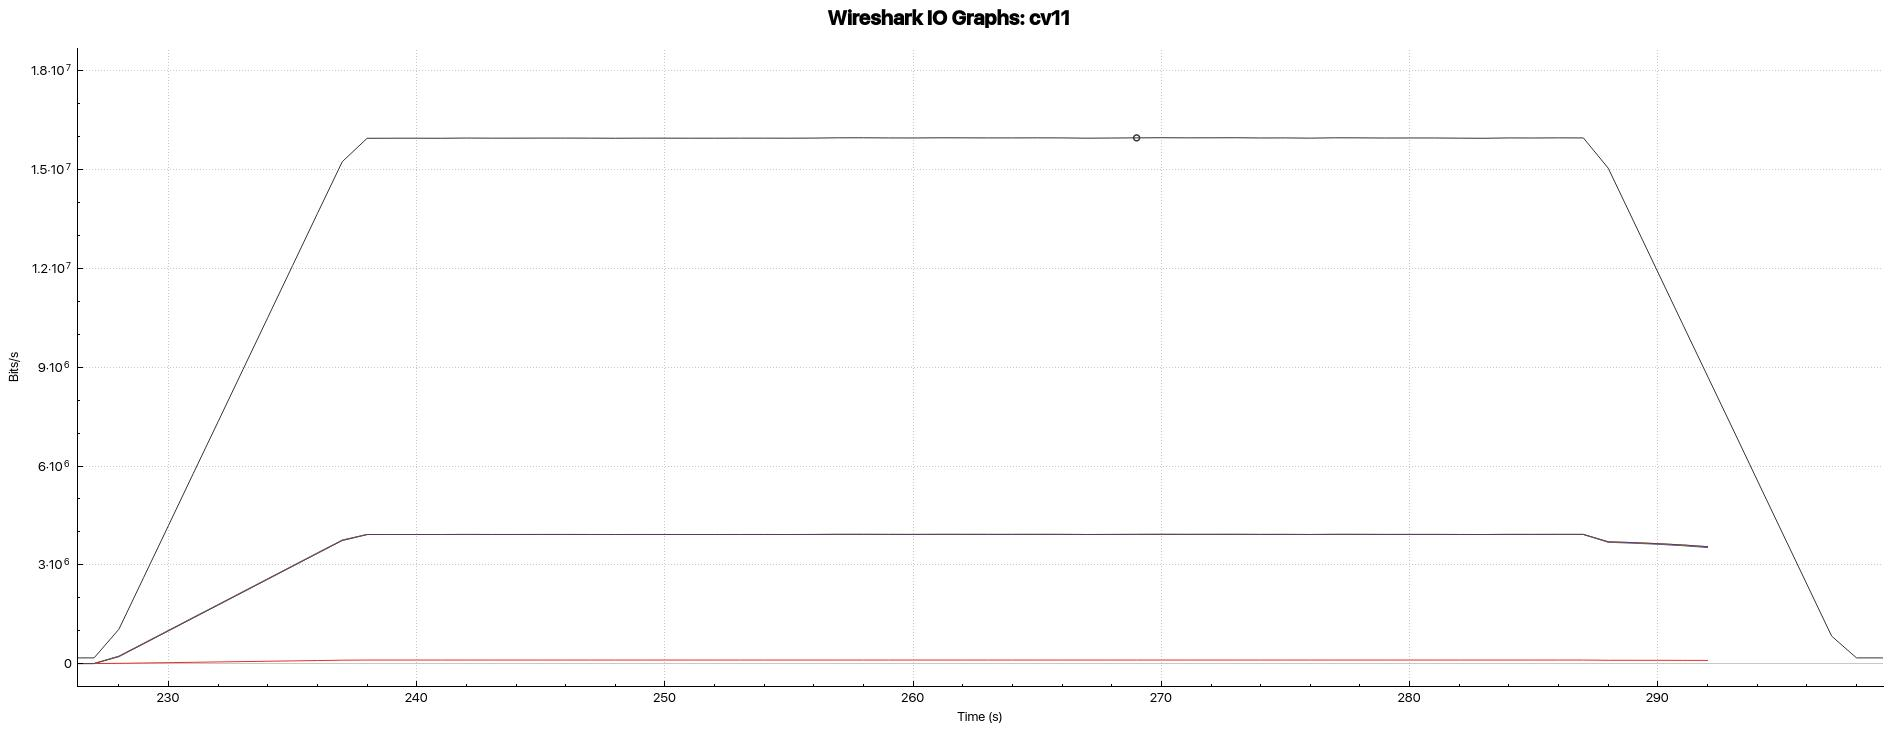 Wireshark IO Graphs: cv11
1.8·10⁷
1.5·10⁷
1.2·10⁷
9·10⁶
6·10⁶
3·10⁶
0
Bits/s
230 240 250 260 270 280 290
Time (s)